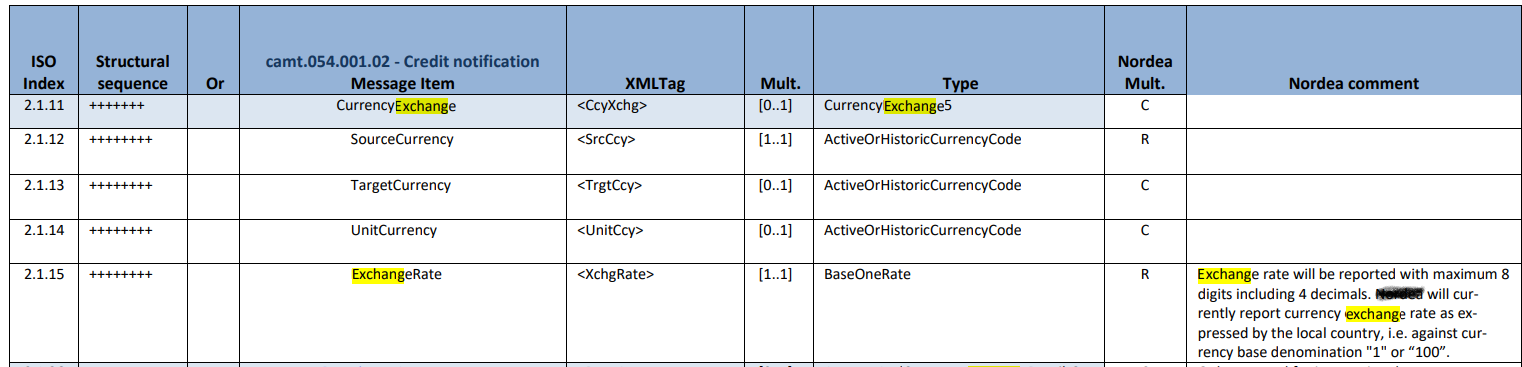 camt.054.001.02 - Credit notification
ISO Index Structural sequence Or Message Item XMLTag Mult. Type Nordea Mult. Nordea comment
2.1.11 +++++++ CurrencyExchange <CcyXchg> [0..1] CurrencyExchange5 C
2.1.12 ++++++++ SourceCurrency <SrcCcy> [1..1] ActiveOrHistoricCurrencyCode R
2.1.13 ++++++++ TargetCurrency <TrgtCcy> [0..1] ActiveOrHistoricCurrencyCode C
2.1.14 ++++++++ UnitCurrency <UnitCcy> [0..1] ActiveOrHistoricCurrencyCode C
2.1.15 ++++++++ ExchangeRate <XchgRate> [1..1] BaseOneRate R Exchange rate will be reported with maximum 8
digits including 4 decimals. will cur-
rently report currency exchange rate as ex-
pressed by the local country, i.e. against cur-
rency base denomination "1" or “100”.